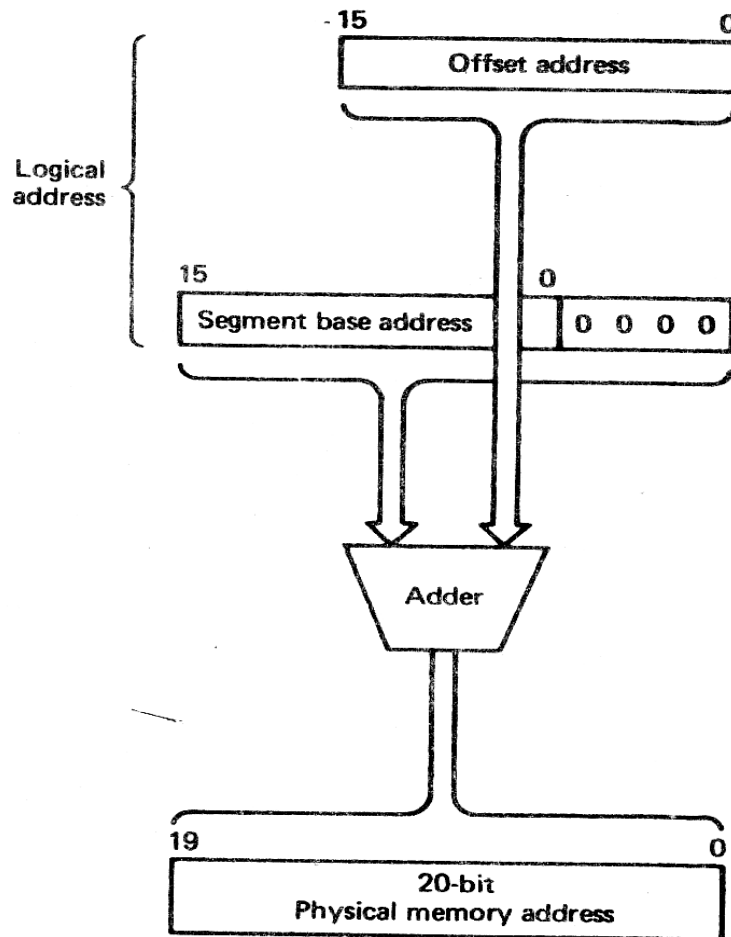 15 0
Offset address
Logical
address
15 0
Segment base address 0 0 0 0
Adder
19 0
20-bit
Physical memory address